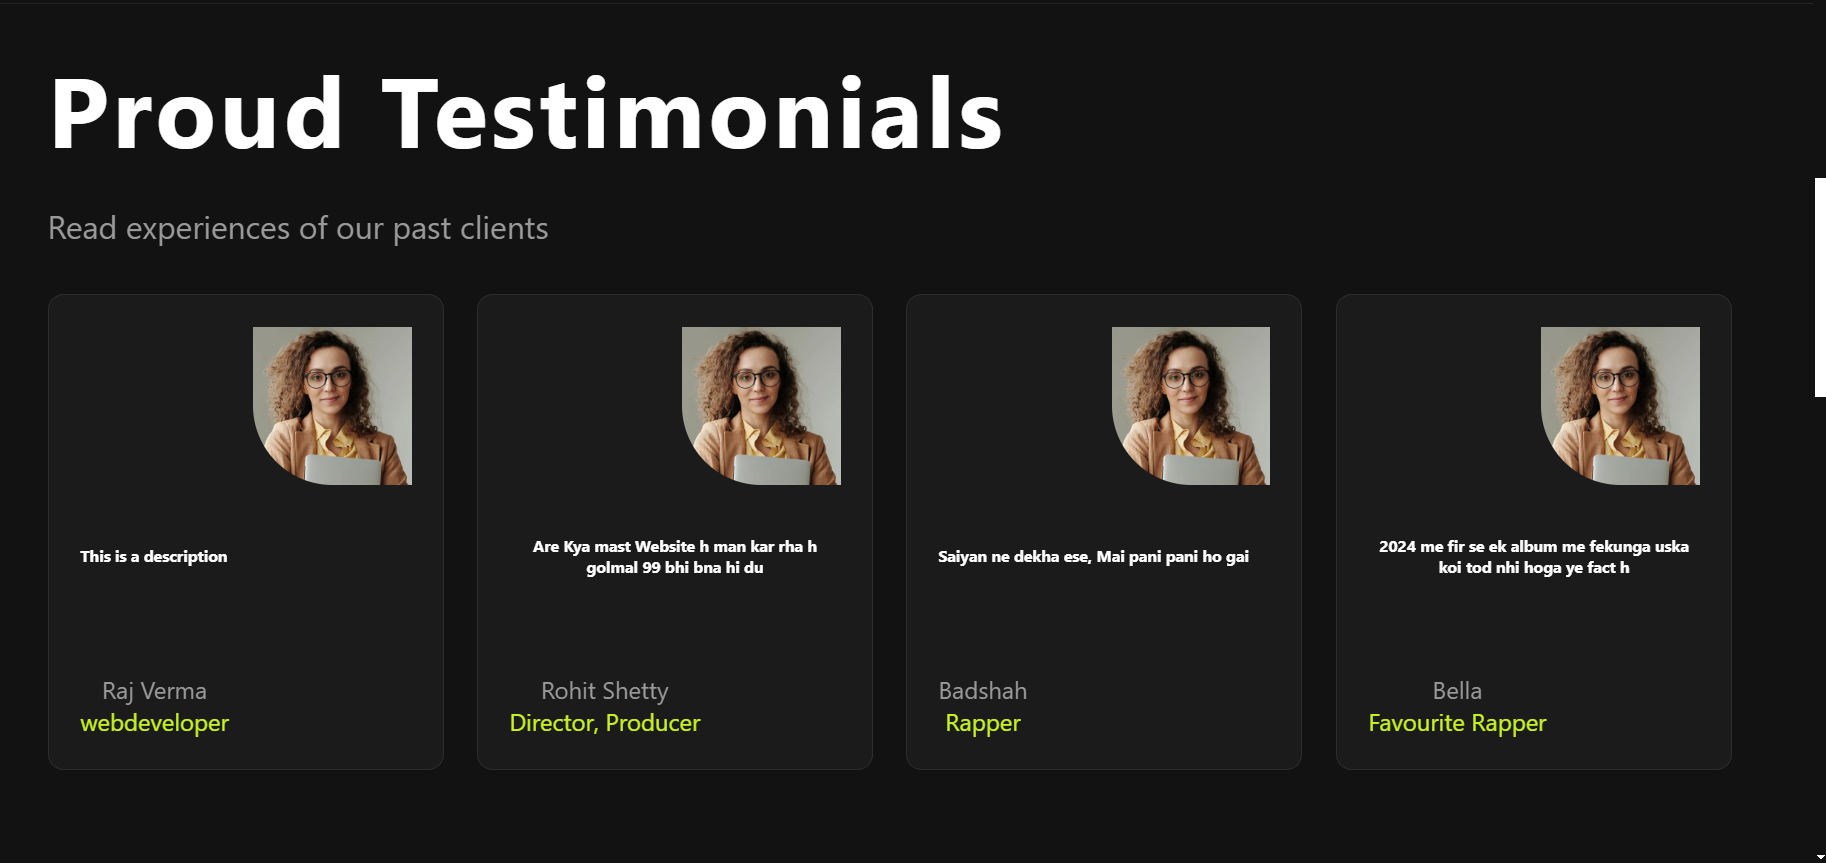 Proud Testimonials
Read experiences of our past clients
This is a description
Raj Verma
webdeveloper
Are Kya mast Website h man kar rha h
golmal 99 bhi bna hi du
Rohit Shetty
Director, Producer
Saiyan ne dekha ese, Mai pani pani ho gai
Badshah
Rapper
2024 me fir se ek album me fekunga uska
koi tod nhi hoga ye fact h
Bella
Favourite Rapper